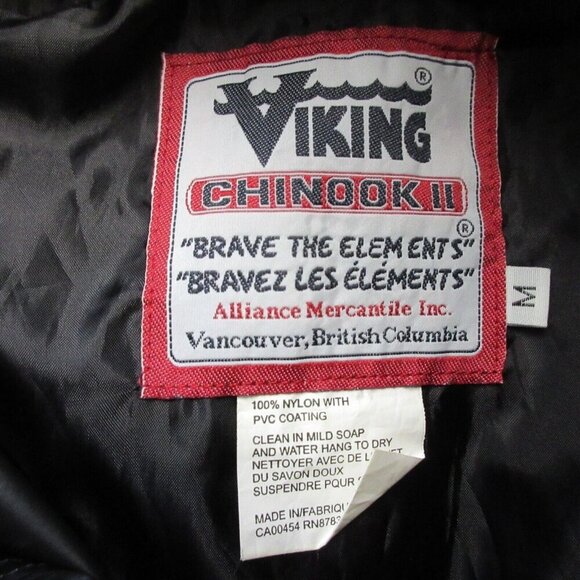 VIKING®
CHINOOK II®
"BRAVE THE ELEMENTS"
"BRAVEZ LES ÉLÉMENTS"
Alliance Mercantile Inc.
Vancouver, British Columbia
M
100% NYLON WITH
PVC COATING
CLEAN IN MILD SOAP
AND WATER HANG TO DRY
NETTOYER AVEC DE
DU SAVON DOUX
SUSPENDRE POUR
MADE IN/FABRIQU
CA00454 RN8783